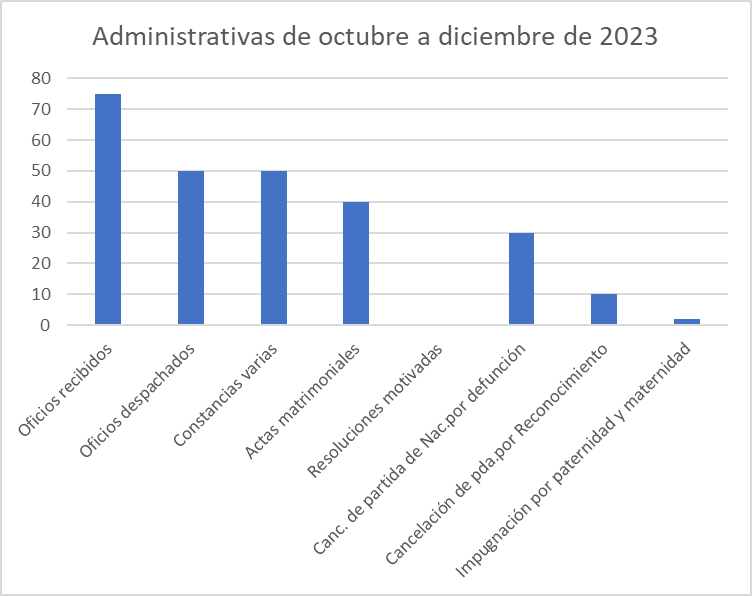 Administrativas de octubre a diciembre de 2023
80
70
60
50
40
30
20
10
0
Oficios recibidos
Oficios despachados
Constancias varias
Actas matrimoniales
Resoluciones motivadas
Canc. de partida de Nac.por defunción
Cancelación de pda.por Reconocimiento
Impugnación por paternidad y maternidad